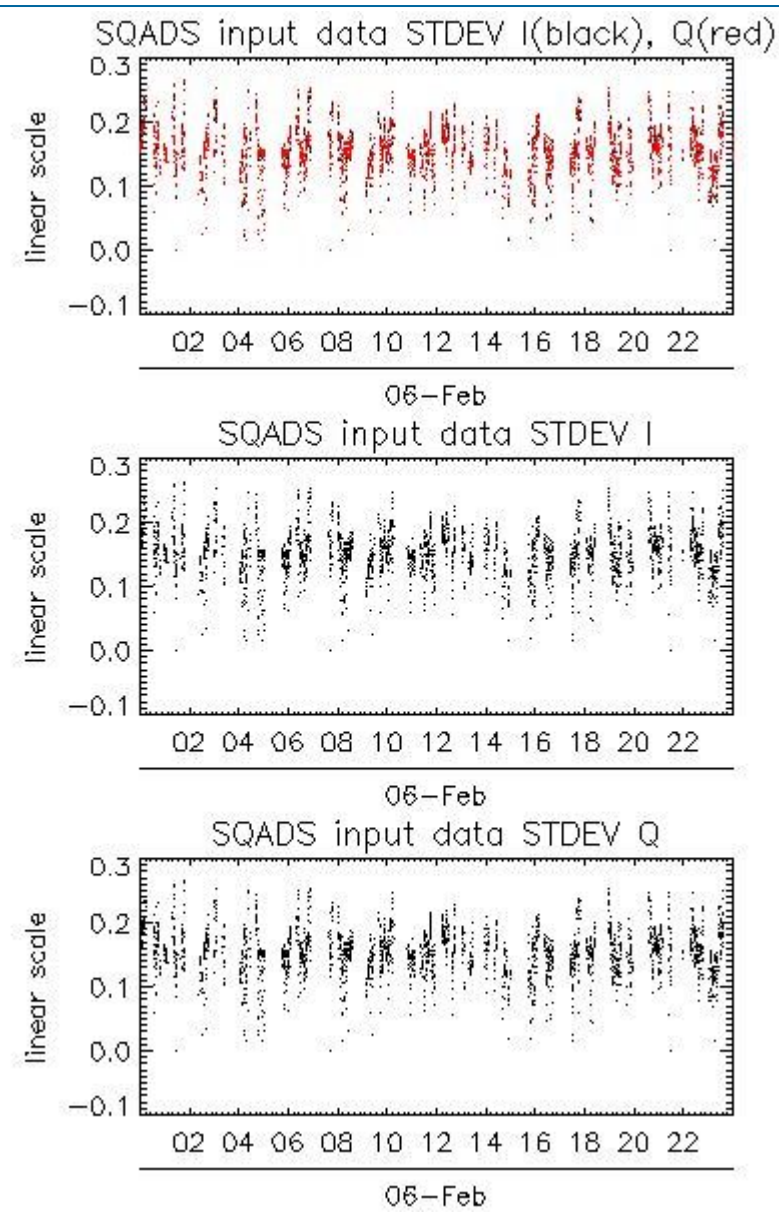 SQADS input data STDEV I(black), Q(red)
0.3
0.2
0.1
0.0
−0.1
linear scale
02 04 06 08 10 12 14 16 18 20 22
06−Feb
SQADS input data STDEV I
0.3
0.2
0.1
0.0
−0.1
linear scale
02 04 06 08 10 12 14 16 18 20 22
06−Feb
SQADS input data STDEV Q
0.3
0.2
0.1
0.0
−0.1
linear scale
02 04 06 08 10 12 14 16 18 20 22
06−Feb